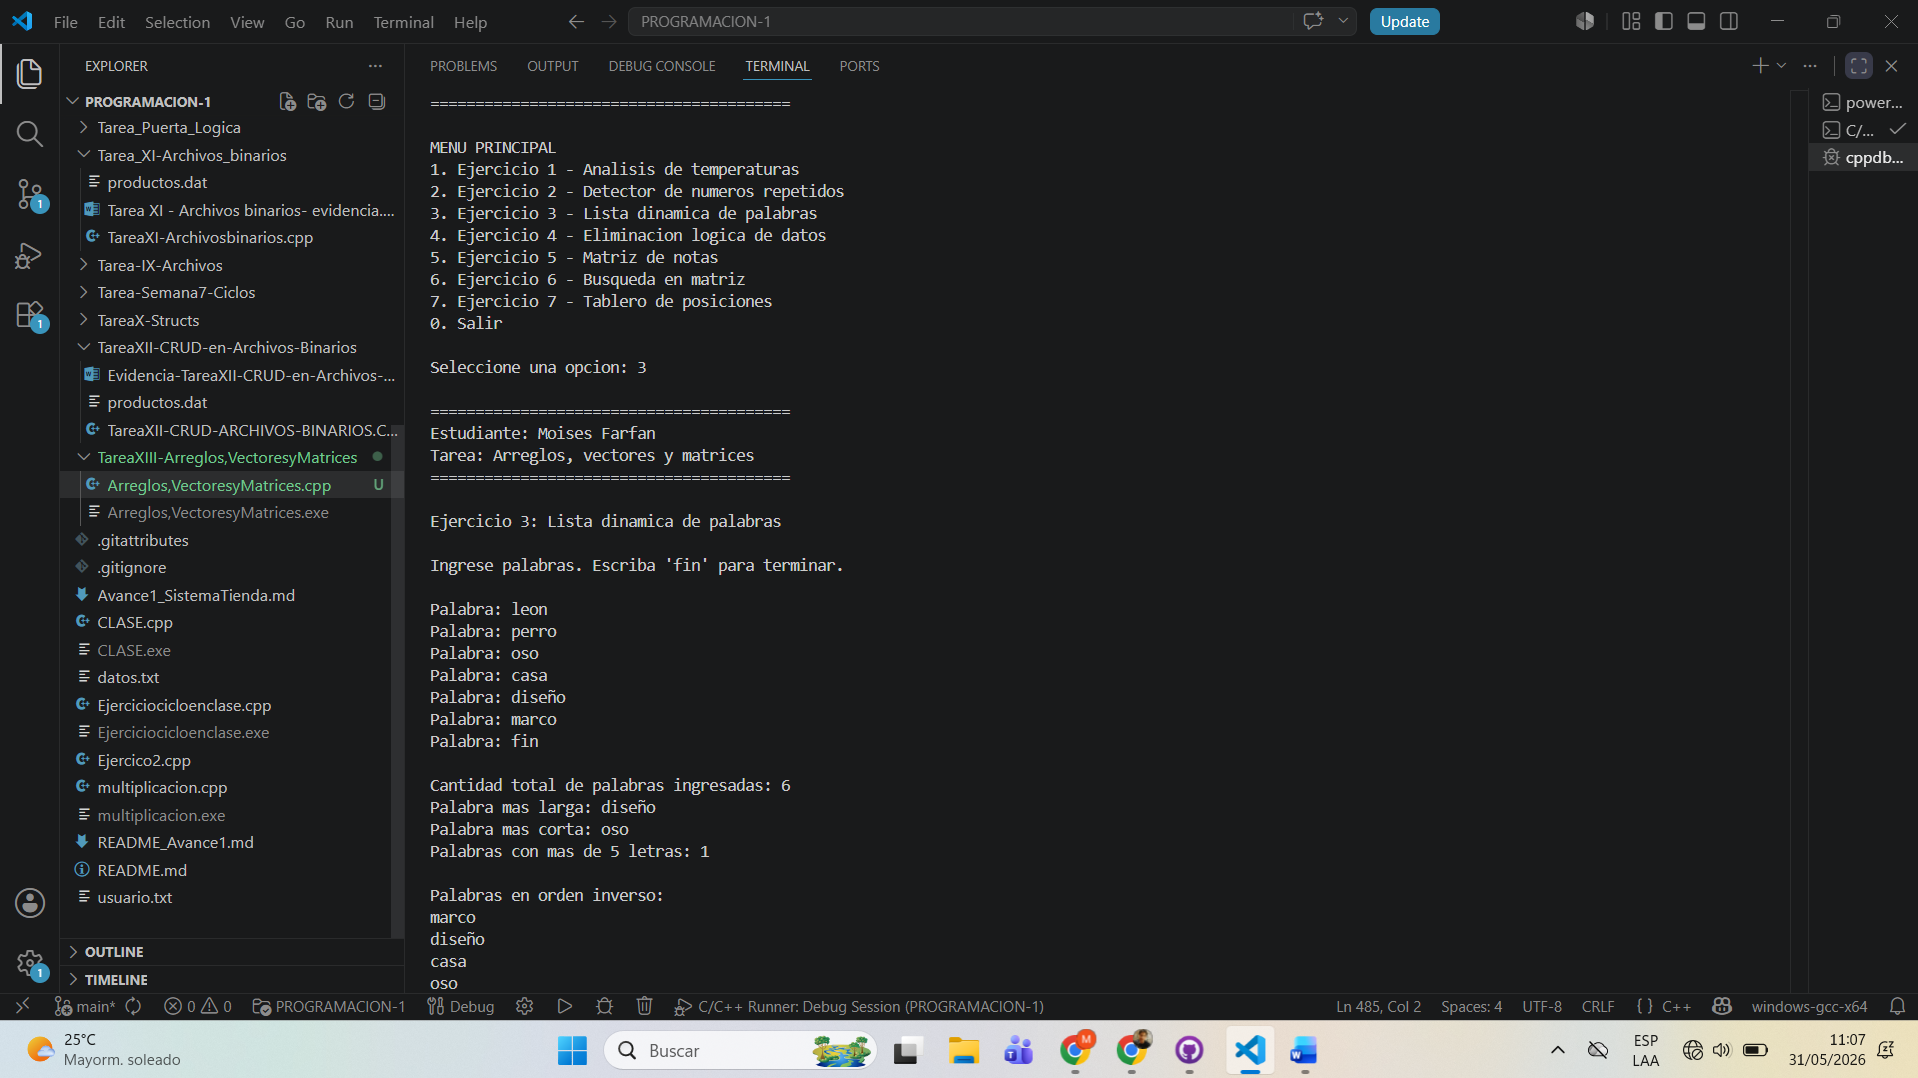 File Edit Selection View Go Run Terminal Help
PROGRAMACION-1
Update
EXPLORER
PROGRAMACION-1
Tarea_Puerta_Logica
Tarea_XI-Archivos_binarios
productos.dat
Tarea XI - Archivos binarios- evidencia....
TareaXI-Archivosbinarios.cpp
Tarea-IX-Archivos
Tarea-Semana7-Ciclos
TareaX-Structs
TareaXII-CRUD-en-Archivos-Binarios
Evidencia-TareaXII-CRUD-en-Archivos-...
productos.dat
TareaXII-CRUD-ARCHIVOS-BINARIOS.C...
TareaXIII-Arreglos,VectoresyMatrices
Arreglos,VectoresyMatrices.cpp U
Arreglos,VectoresyMatrices.exe
.gitattributes
.gitignore
Avance1_SistemaTienda.md
CLASE.cpp
CLASE.exe
datos.txt
Ejerciciocicloenclase.cpp
Ejerciciocicloenclase.exe
Ejercico2.cpp
multiplicacion.cpp
multiplicacion.exe
README_Avance1.md
README.md
usuario.txt
OUTLINE
TIMELINE
1
1
1
PROBLEMS OUTPUT DEBUG CONSOLE TERMINAL PORTS
========================================
MENU PRINCIPAL
1. Ejercicio 1 - Analisis de temperaturas
2. Ejercicio 2 - Detector de numeros repetidos
3. Ejercicio 3 - Lista dinamica de palabras
4. Ejercicio 4 - Eliminacion logica de datos
5. Ejercicio 5 - Matriz de notas
6. Ejercicio 6 - Busqueda en matriz
7. Ejercicio 7 - Tablero de posiciones
0. Salir
Seleccione una opcion: 3
========================================
Estudiante: Moises Farfan
Tarea: Arreglos, vectores y matrices
========================================
Ejercicio 3: Lista dinamica de palabras
Ingrese palabras. Escriba 'fin' para terminar.
Palabra: leon
Palabra: perro
Palabra: oso
Palabra: casa
Palabra: diseño
Palabra: marco
Palabra: fin
Cantidad total de palabras ingresadas: 6
Palabra mas larga: diseño
Palabra mas corta: oso
Palabras con mas de 5 letras: 1
Palabras en orden inverso:
marco
diseño
casa
oso
power...
C/...
cppdb...
main* 0 0 PROGRAMACION-1 Debug C/C++ Runner: Debug Session (PROGRAMACION-1) Ln 485, Col 2 Spaces: 4 UTF-8 CRLF {} C++ windows-gcc-x64
25°C
Mayorm. soleado
Buscar
M
ESP
LAA
11:07
31/05/2026